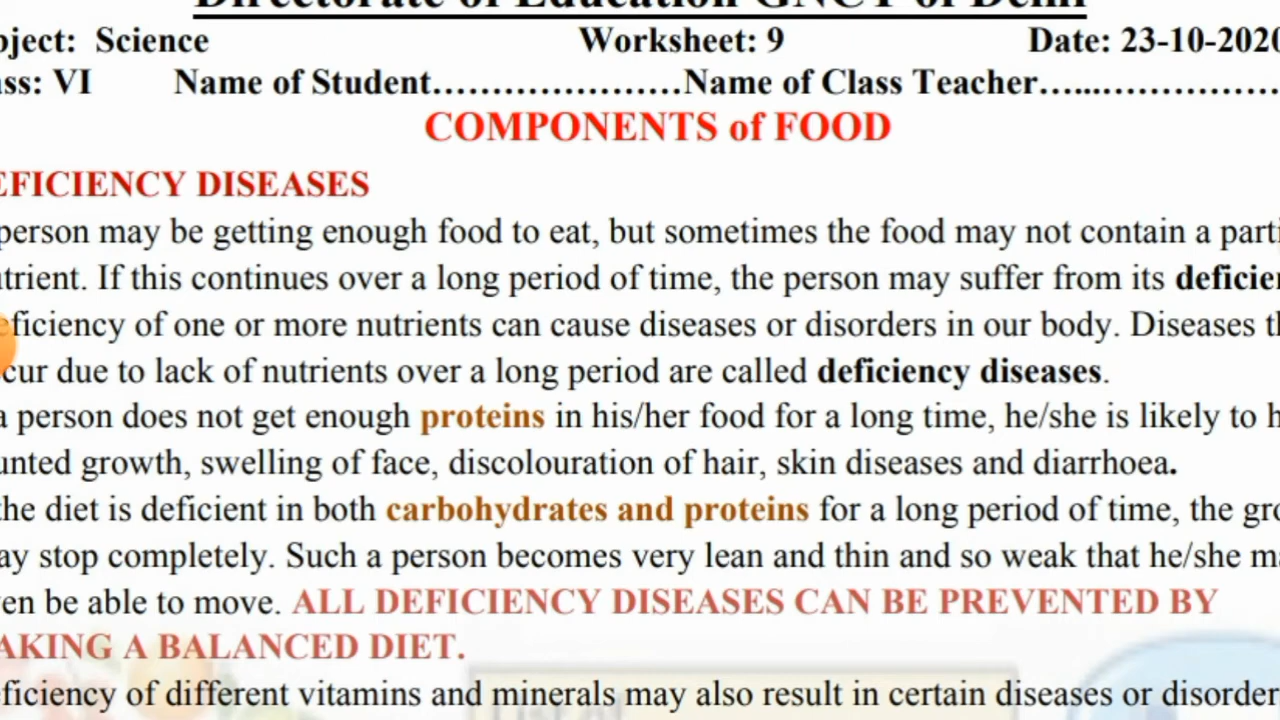 Directorate of Education GNCT of Delhi
bject: Science Worksheet: 9 Date: 23-10-2020
ass: VI Name of Student.....................Name of Class Teacher.....................
COMPONENTS of FOOD
EFICIENCY DISEASES
person may be getting enough food to eat, but sometimes the food may not contain a parti
utrient. If this continues over a long period of time, the person may suffer from its deficien
eficiency of one or more nutrients can cause diseases or disorders in our body. Diseases th
cur due to lack of nutrients over a long period are called deficiency diseases.
a person does not get enough proteins in his/her food for a long time, he/she is likely to h
unted growth, swelling of face, discolouration of hair, skin diseases and diarrhoea.
the diet is deficient in both carbohydrates and proteins for a long period of time, the gro
ay stop completely. Such a person becomes very lean and thin and so weak that he/she ma
ven be able to move. ALL DEFICIENCY DISEASES CAN BE PREVENTED BY
AKING A BALANCED DIET.
eficiency of different vitamins and minerals may also result in certain diseases or disorder